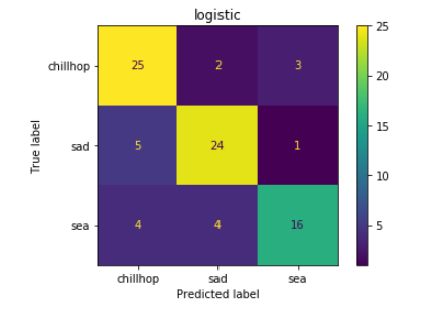 logistic
chillhop 25 2 3
sad 5 24 1
sea 4 4 16
chillhop sad sea
Predicted label
True label
25
20
15
10
5